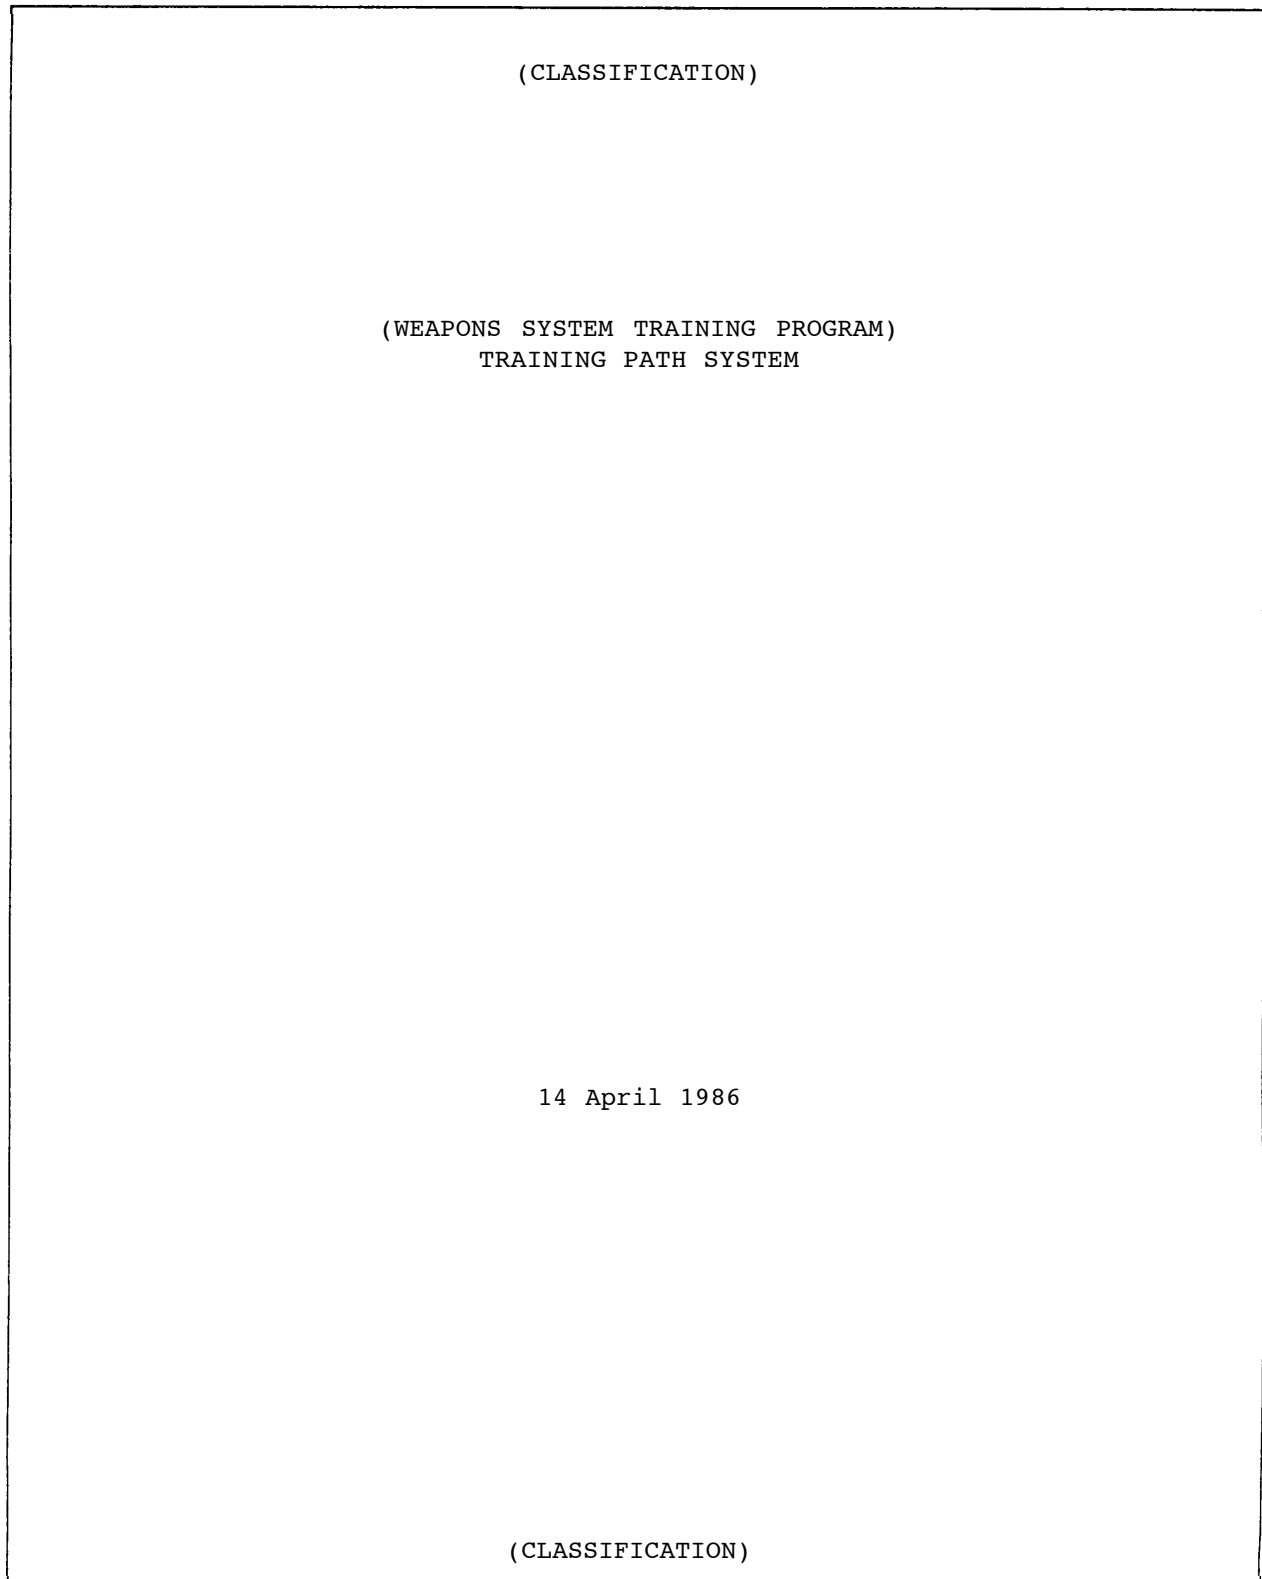 (CLASSIFICATION)
(WEAPONS SYSTEM TRAINING PROGRAM)
TRAINING PATH SYSTEM
14 April 1986
(CLASSIFICATION)